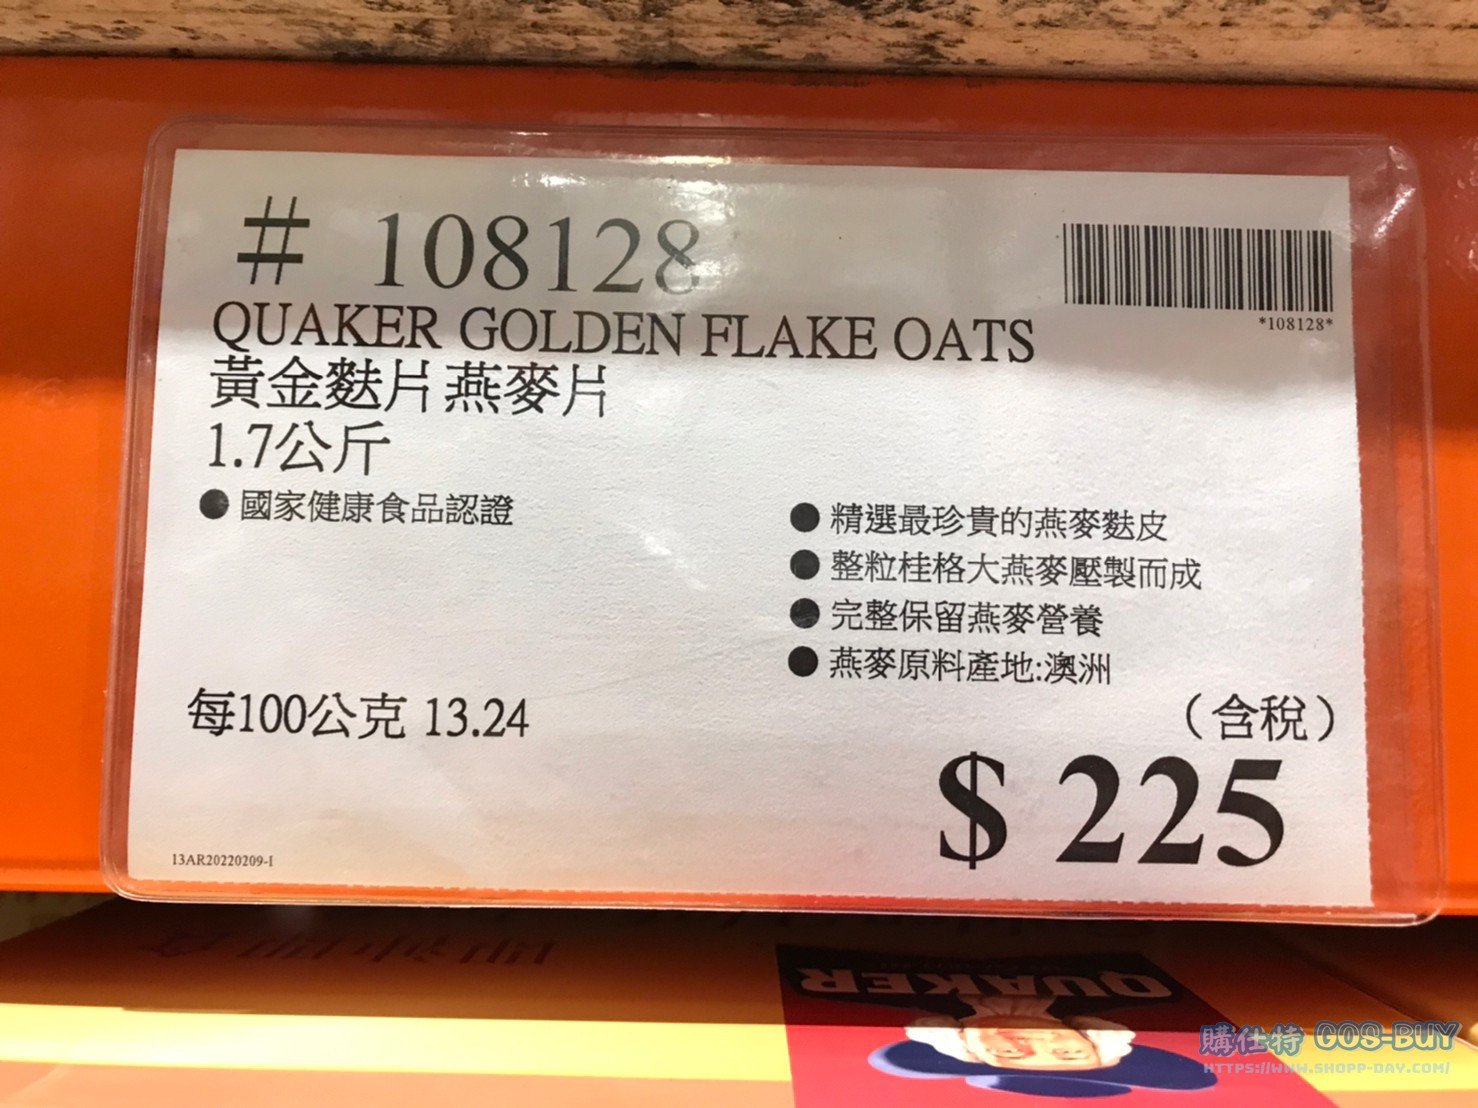 # 108128
*108128*
QUAKER GOLDEN FLAKE OATS
黃金麩片燕麥片
1.7公斤
● 國家健康食品認證
● 精選最珍貴的燕麥麩皮
● 整粒桂格大燕麥壓製而成
● 完整保留燕麥營養
● 燕麥原料產地:澳洲
每100公克 13.24
（含稅）
$ 225
13AR20220209-I
QUAKER
購仕特 COS-BUY
HTTPS://WWW.SHOPP-DAY.COM/